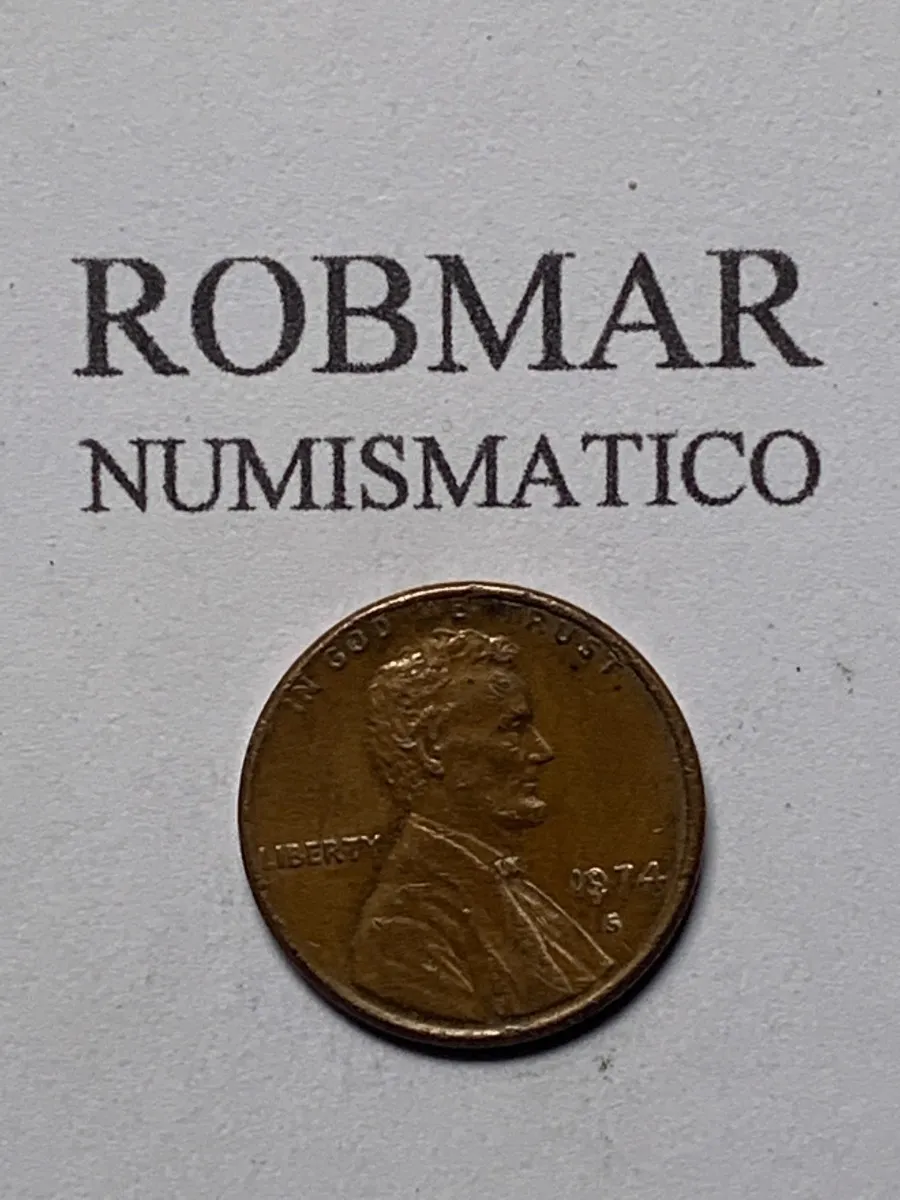 ROBMAR
NUMISMATICO
IN GOD WE TRUST
LIBERTY
1974
S